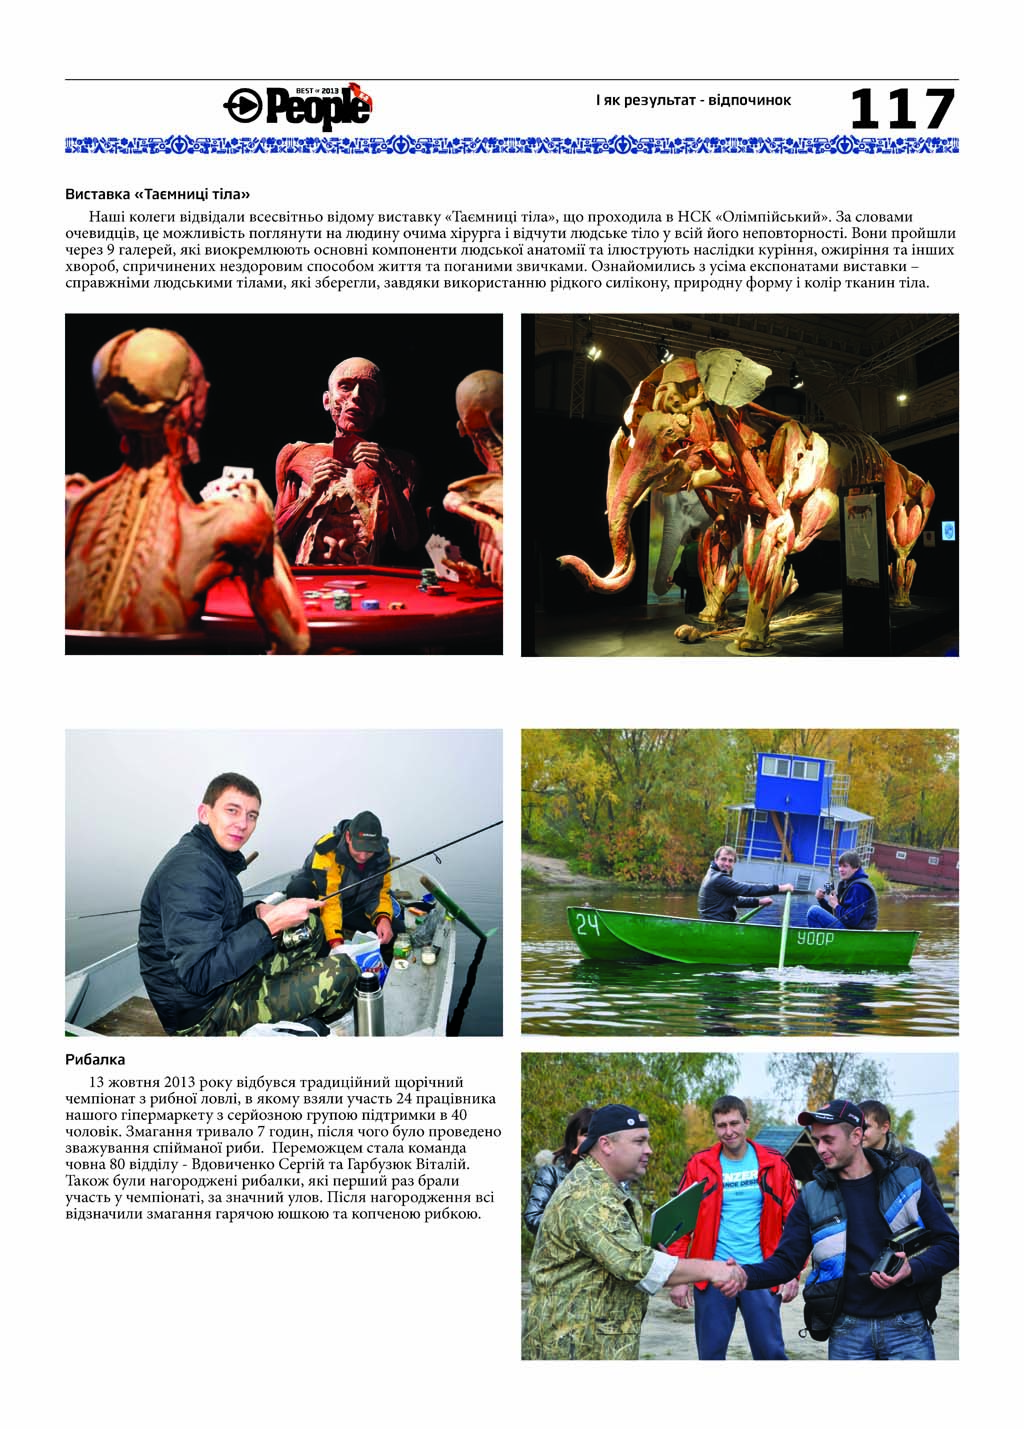 BEST OF 2013
People
І як результат - відпочинок
117
Виставка «Таємниці тіла»
Наші колеги відвідали всесвітньо відому виставку «Таємниці тіла», що проходила в НСК «Олімпійський». За словами
очевидців, це можливість поглянути на людину очима хірурга і відчути людське тіло у всій його неповторності. Вони пройшли
через 9 галерей, які виокремлюють основні компоненти людської анатомії та ілюструють наслідки куріння, ожиріння та інших
хвороб, спричинених нездоровим способом життя та поганими звичками. Ознайомились з усіма експонатами виставки –
справжніми людськими тілами, які зберегли, завдяки використанню рідкого силікону, природну форму і колір тканин тіла.
24
УООР
Рибалка
13 жовтня 2013 року відбувся традиційний щорічний
чемпіонат з рибної ловлі, в якому взяли участь 24 працівника
нашого гіпермаркету з серйозною групою підтримки в 40
чоловік. Змагання тривало 7 годин, після чого було проведено
зважування спійманої риби. Переможцем стала команда
човна 80 відділу - Вдовиченко Сергій та Гарбузюк Віталій.
Також були нагороджені рибалки, які перший раз брали
участь у чемпіонаті, за значний улов. Після нагородження всі
відзначили змагання гарячою юшкою та копченою рибкою.